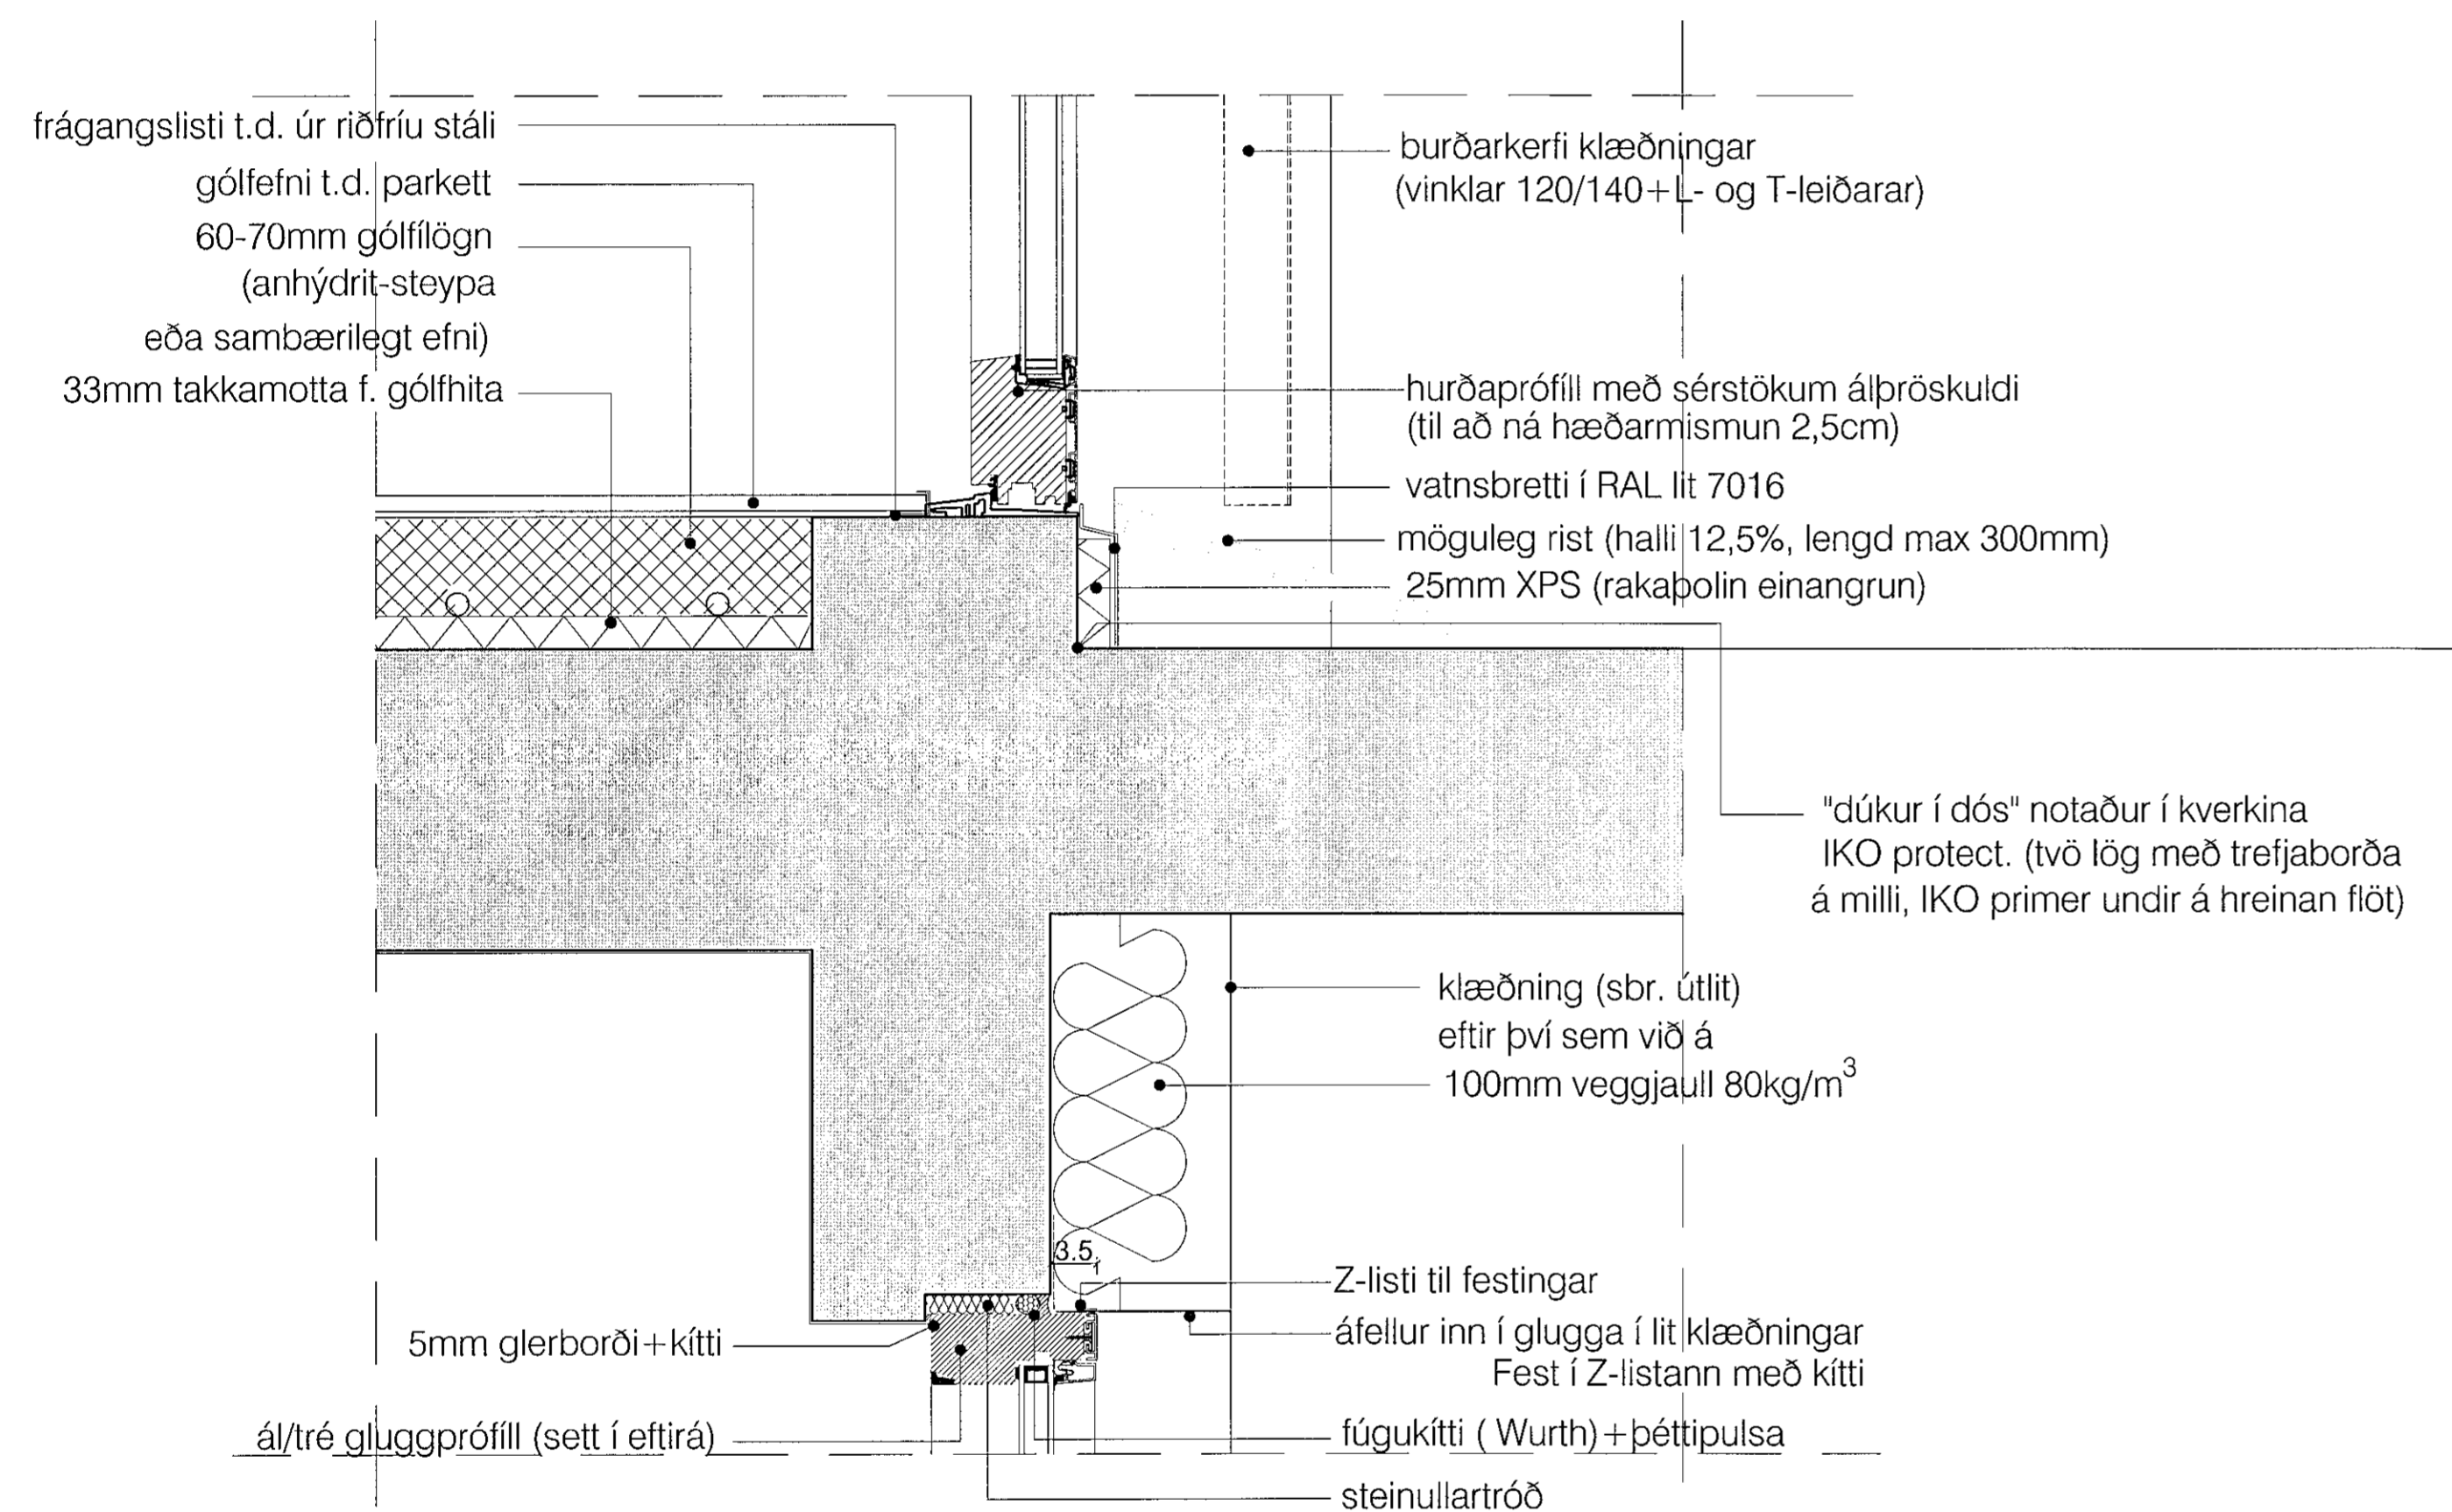 frágangslisti t.d. úr riðfríu stáli
gólfefni t.d. parkett
60-70mm gólfílögn
(anhýdrit-steypa
eða sambærilegt efni)
33mm takkamotta f. gólfhita
burðarkerfi klæðningar
(vinklar 120/140+L- og T-leiðarar)
hurðaprófíll með sérstökum álþröskuldi
(til að ná hæðarmismun 2,5cm)
vatnsbretti í RAL lit 7016
möguleg rist (halli 12,5%, lengd max 300mm)
25mm XPS (rakaþolin einangrun)
"dúkur í dós" notaður í kverkina
IKO protect. (tvö lög með trefjaborða
á milli, IKO primer undir á hreinan flöt)
klæðning (sbr. útlit)
eftir því sem við á
100mm veggjaull 80kg/m³
3.5
Z-listi til festingar
áfellur inn í glugga í lit klæðningar
Fest í Z-listann með kítti
5mm glerborði+kítti
ál/tré gluggprófíll (sett í eftirá)
fúgukítti ( Wurth)+þéttipulsa
steinullartróð